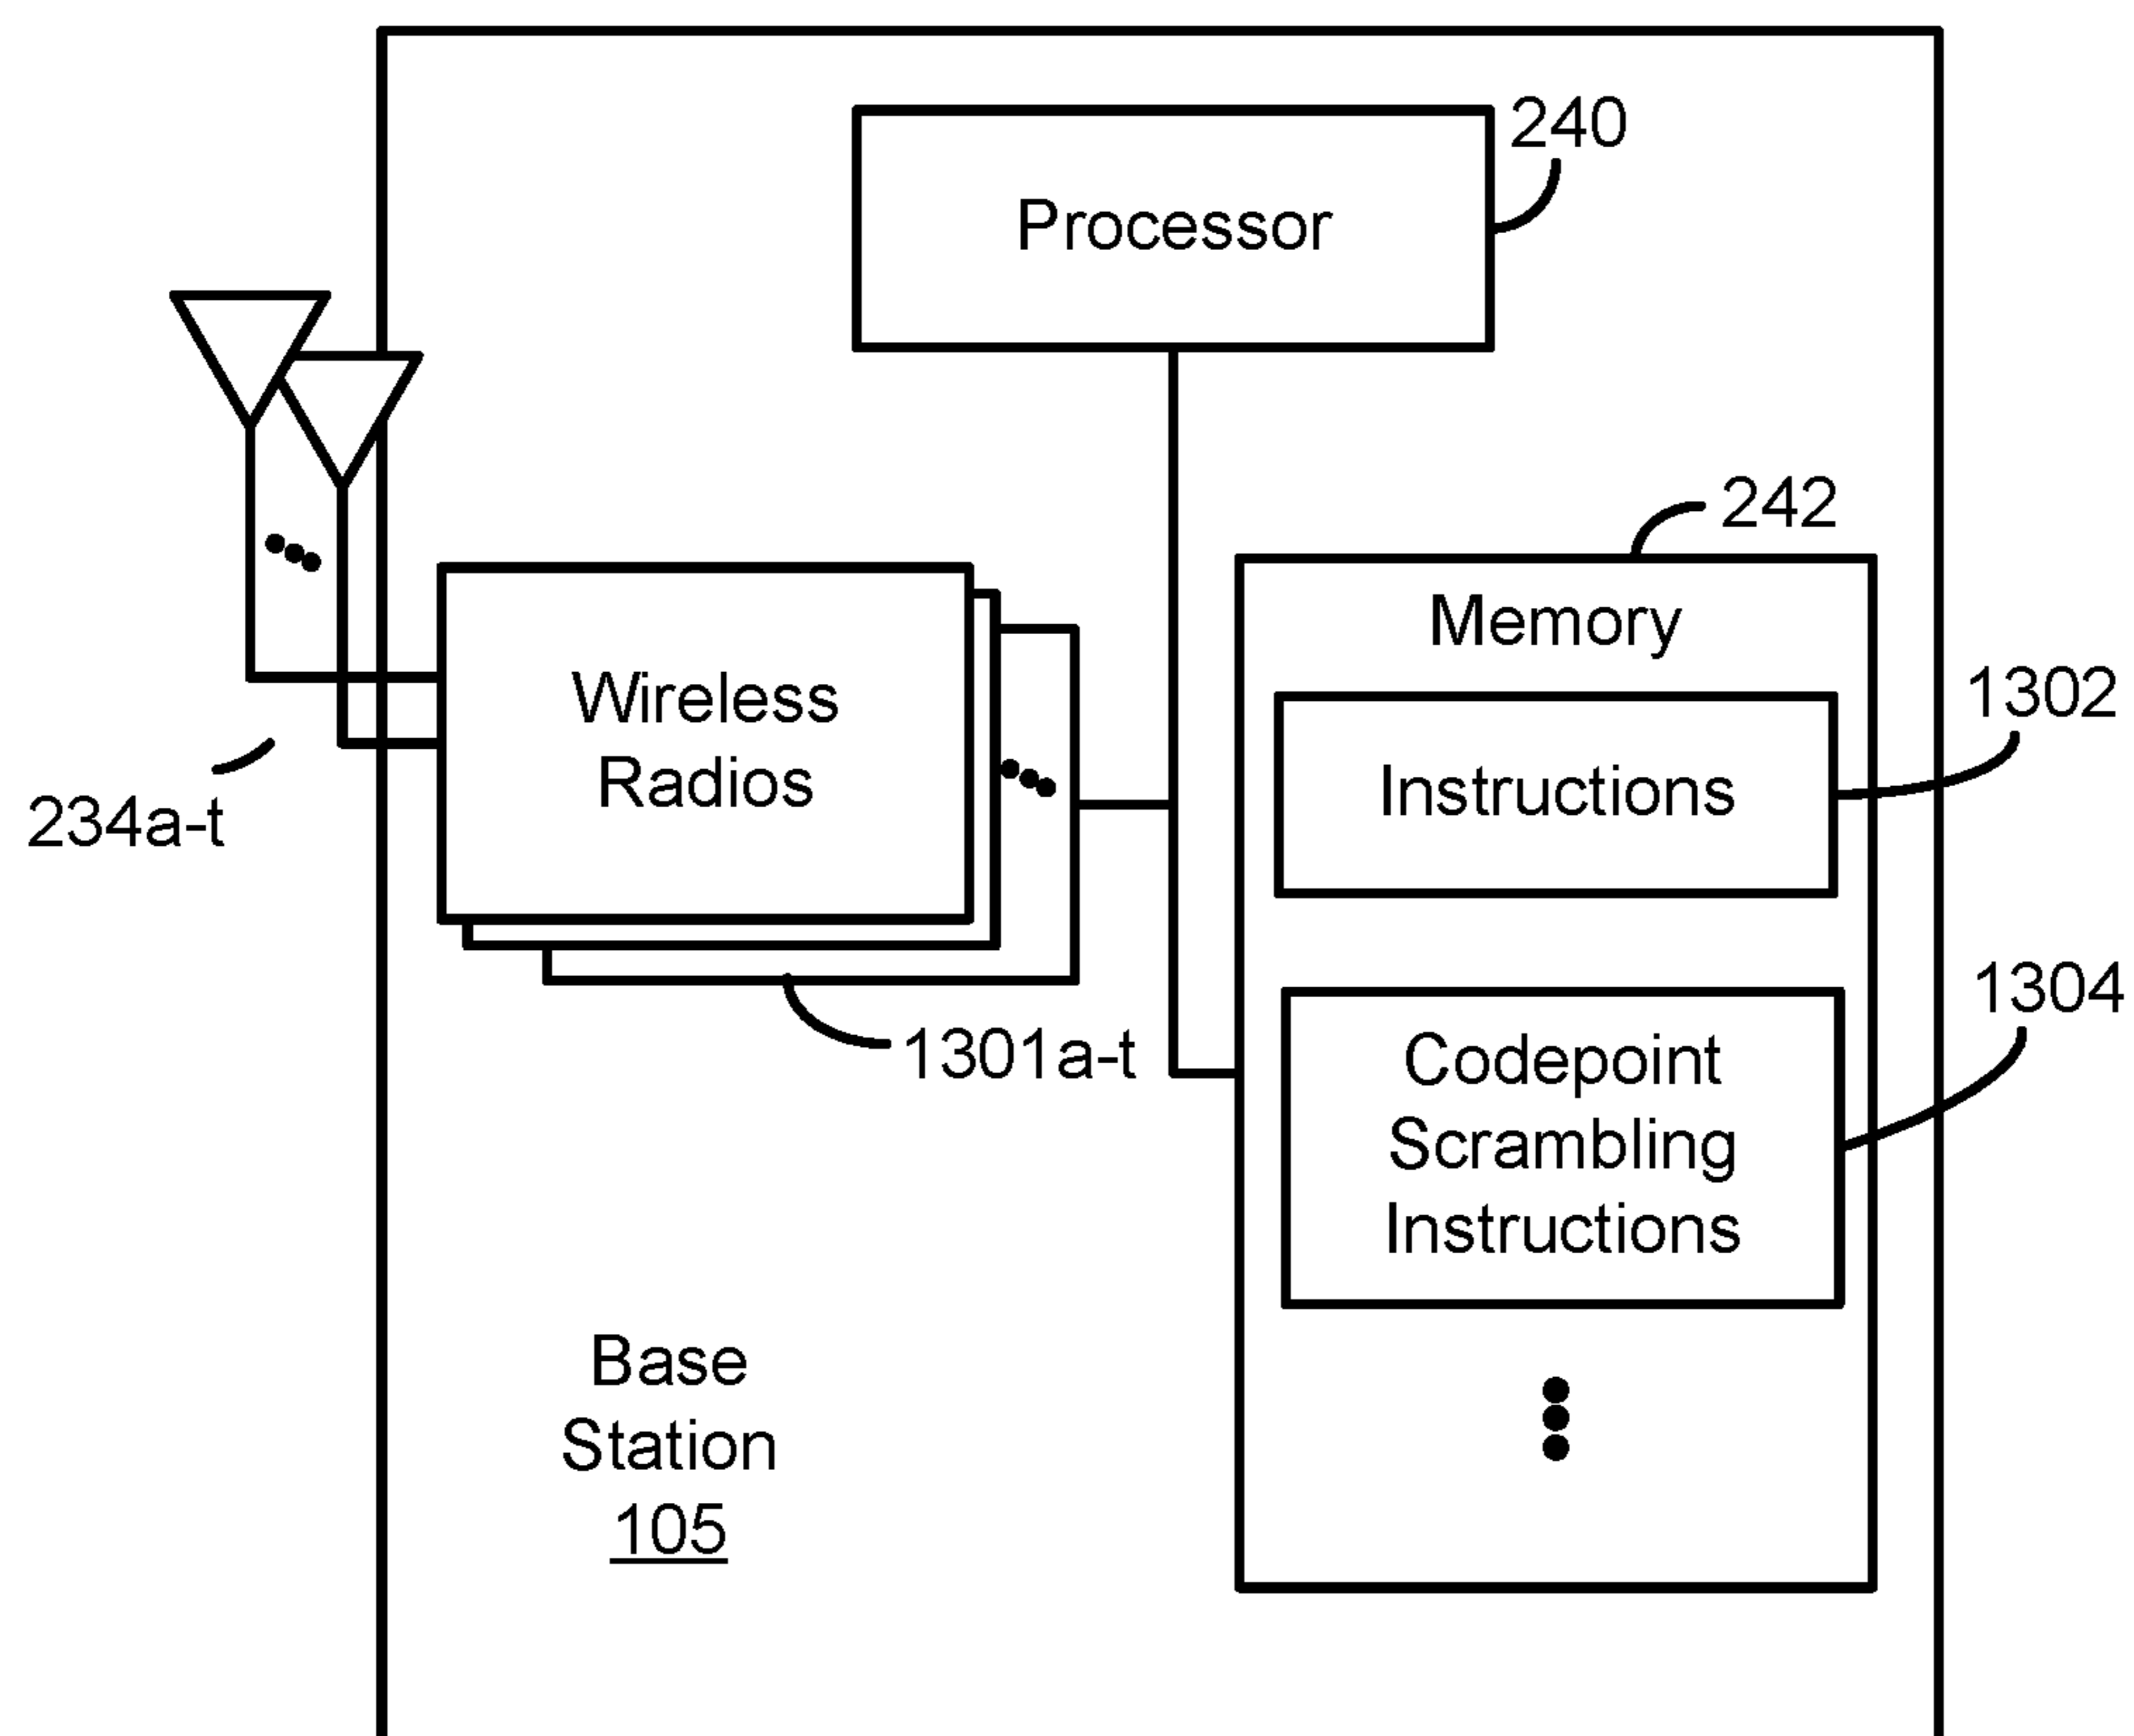 240
Processor
242
Memory
1302
Wireless
Radios
Instructions
234a-t
1304
1301a-t
Codepoint
Scrambling
Instructions
Base
Station
105